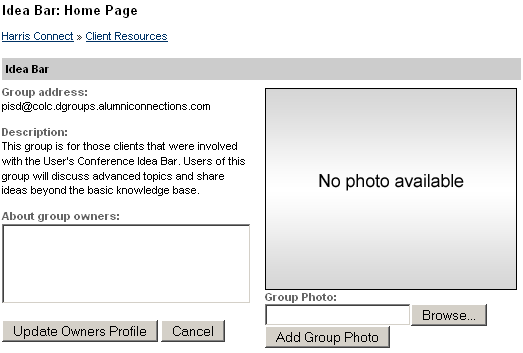 Idea Bar: Home Page
Harris Connect » Client Resources
Idea Bar
Group address:
pisd@colc.dgroups.alumniconnections.com
Description:
This group is for those clients that were involved
with the User's Conference Idea Bar. Users of this
group will discuss advanced topics and share
ideas beyond the basic knowledge base.
About group owners:
Update Owners Profile Cancel
No photo available
Group Photo:
Browse...
Add Group Photo